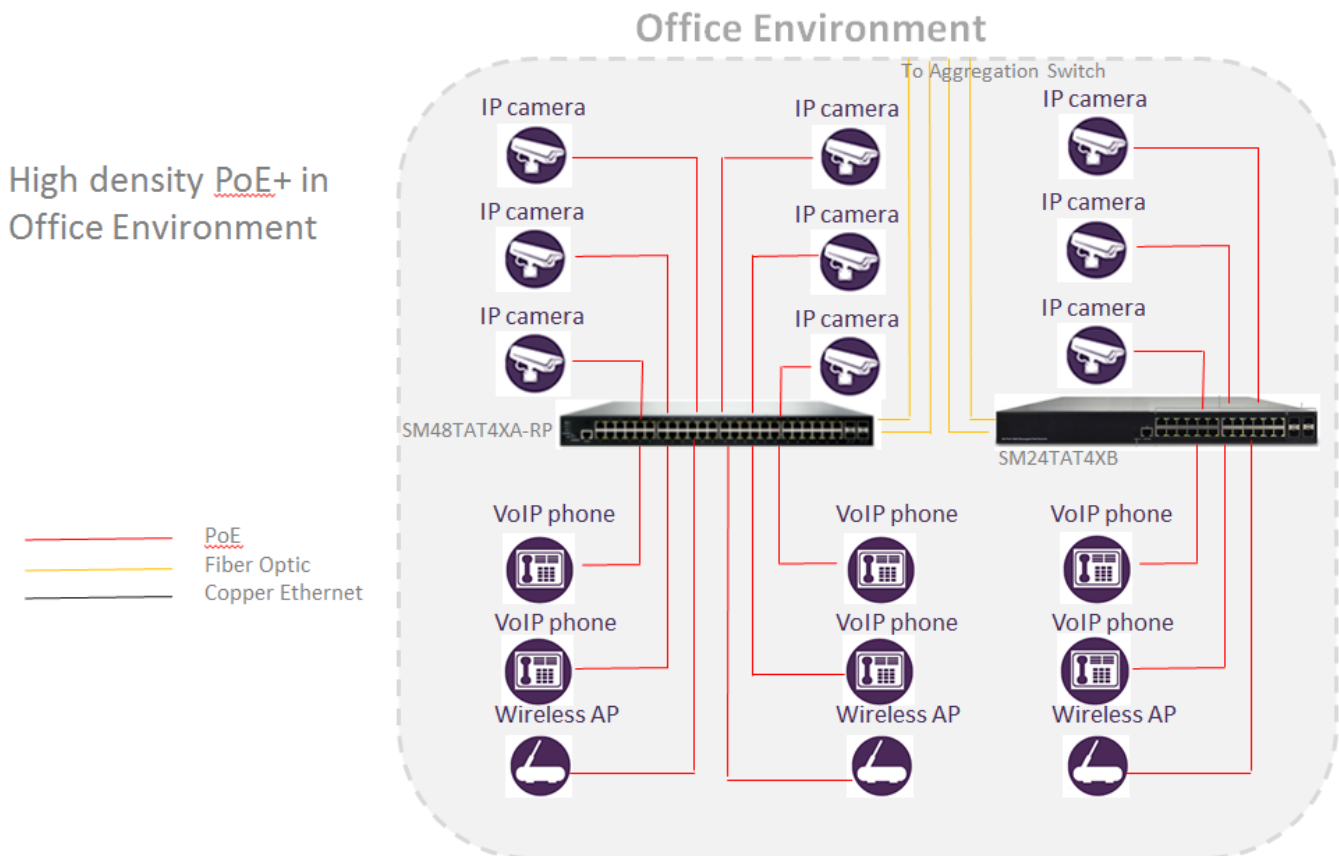 Office Environment
To Aggregation Switch
High density PoE+ in
Office Environment
IP camera
IP camera
IP camera
IP camera
IP camera
IP camera
IP camera
IP camera
IP camera
SM48TAT4XA-RP
SM24TAT4XB
PoE
Fiber Optic
Copper Ethernet
VoIP phone
VoIP phone
VoIP phone
VoIP phone
VoIP phone
VoIP phone
Wireless AP
Wireless AP
Wireless AP